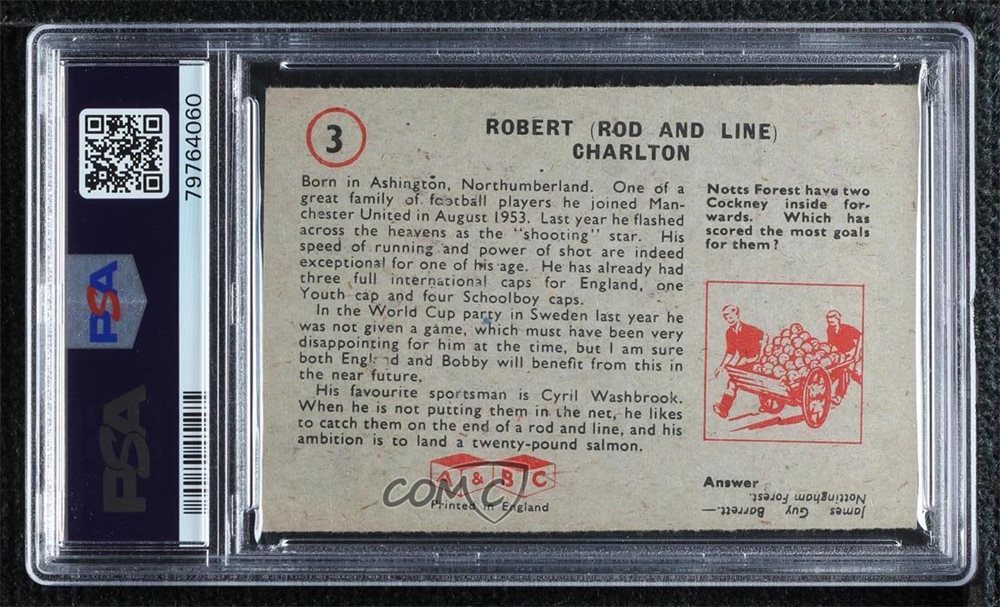 79764060
PSA
PSA
3
ROBERT (ROD AND LINE)
CHARLTON
Born in Ashington, Northumberland. One of a
great family of football players he joined Man-
chester United in August 1953. Last year he flashed
across the heavens as the "shooting" star. His
speed of running and power of shot are indeed
exceptional for one of his age. He has already had
three full international caps for England, one
Youth cap and four Schoolboy caps.
In the World Cup party in Sweden last year he
was not given a game, which must have been very
disappointing for him at the time, but I am sure
both England and Bobby will benefit from this in
the near future.
His favourite sportsman is Cyril Washbrook.
When he is not putting them in the net, he likes
to catch them on the end of a rod and line, and his
ambition is to land a twenty-pound salmon.
A & B C
COMC
Printed in England
Notts Forest have two
Cockney inside for-
wards. Which has
scored the most goals
for them?
Answer
James Guy Barrett.—
Nottingham Forest.